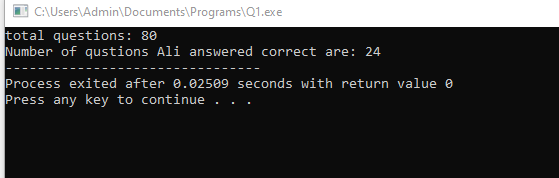 C:\Users\Admin\Documents\Programs\Q1.exe
total questions: 80
Number of qustions Ali answered correct are: 24
--------------------------------
Process exited after 0.02509 seconds with return value 0
Press any key to continue . . .